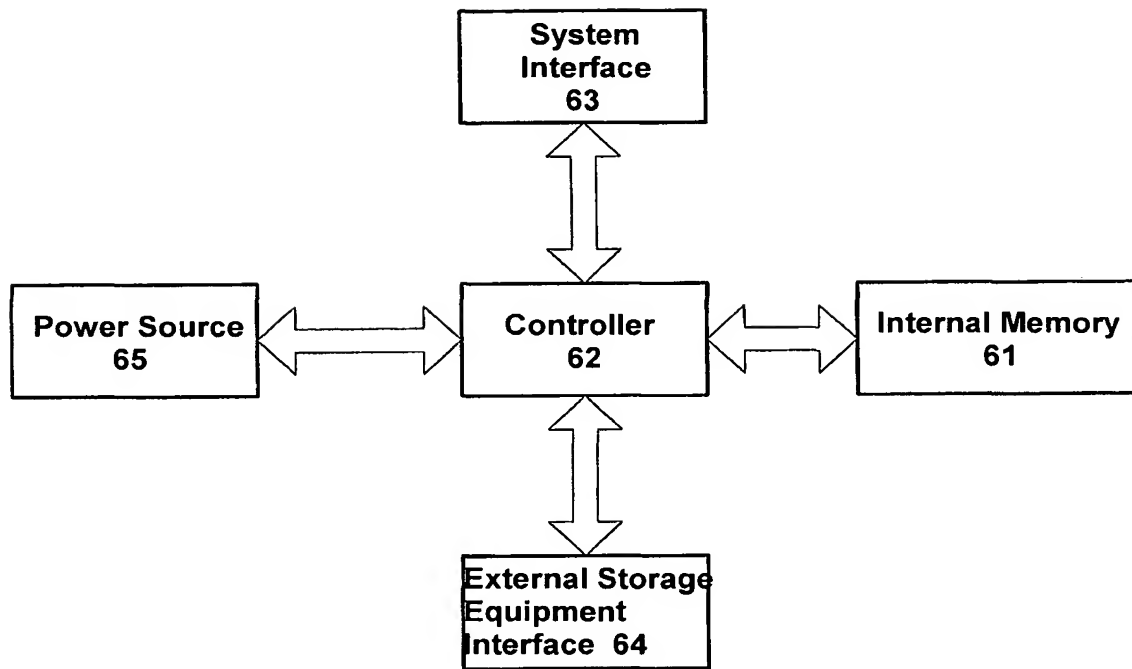 System
Interface
63
Power Source
65
Controller
62
Internal Memory
61
External Storage
Equipment
Interface 64